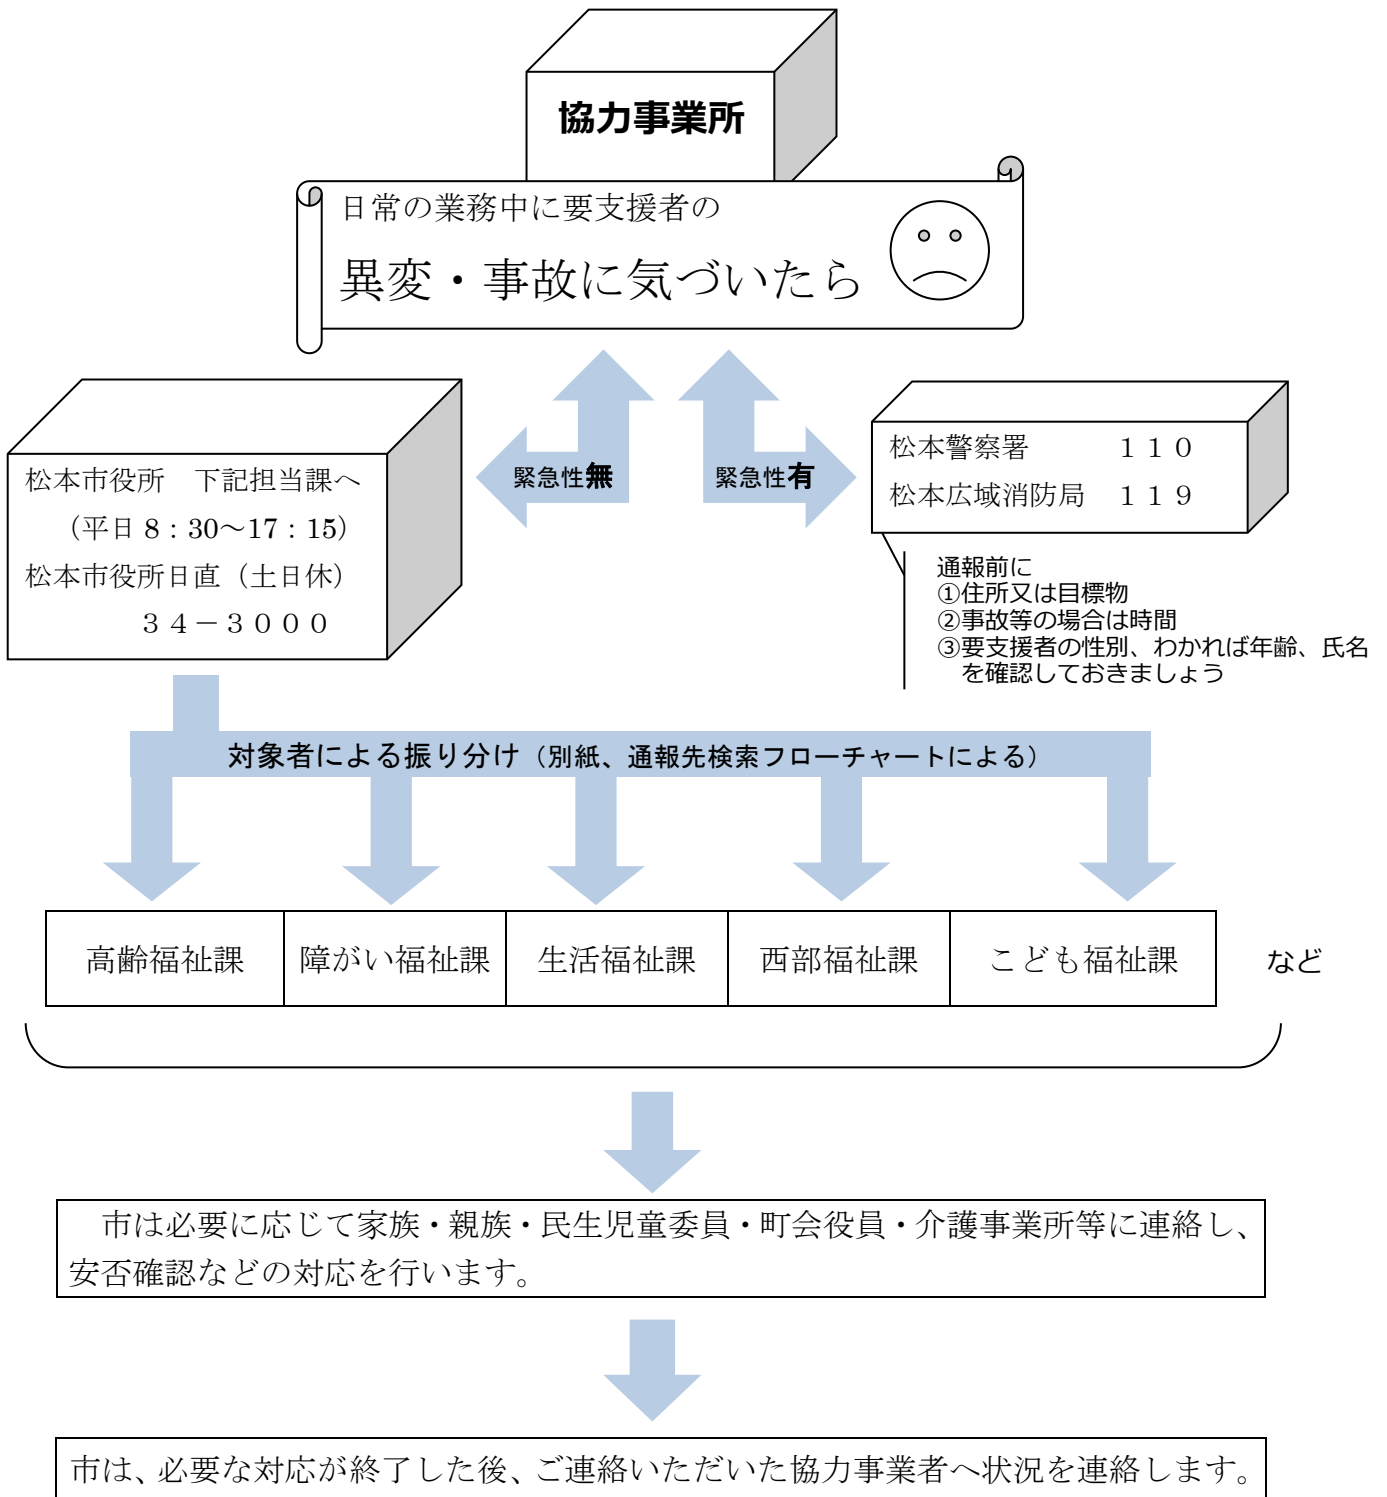 協力事業所
日常の業務中に要支援者の
異変・事故に気づいたら
緊急性無
緊急性有
松本市役所　下記担当課へ
（平日 8：30～17：15）
松本市役所日直（土日休）
３４－３０００
松本警察署　　　１１０
松本広域消防局　１１９
通報前に
①住所又は目標物
②事故等の場合は時間
③要支援者の性別、わかれば年齢、氏名
を確認しておきましょう
対象者による振り分け（別紙、通報先検索フローチャートによる）
高齢福祉課　障がい福祉課　生活福祉課　西部福祉課　こども福祉課　など
市は必要に応じて家族・親族・民生児童委員・町会役員・介護事業所等に連絡し、
安否確認などの対応を行います。
市は、必要な対応が終了した後、ご連絡いただいた協力事業者へ状況を連絡します。